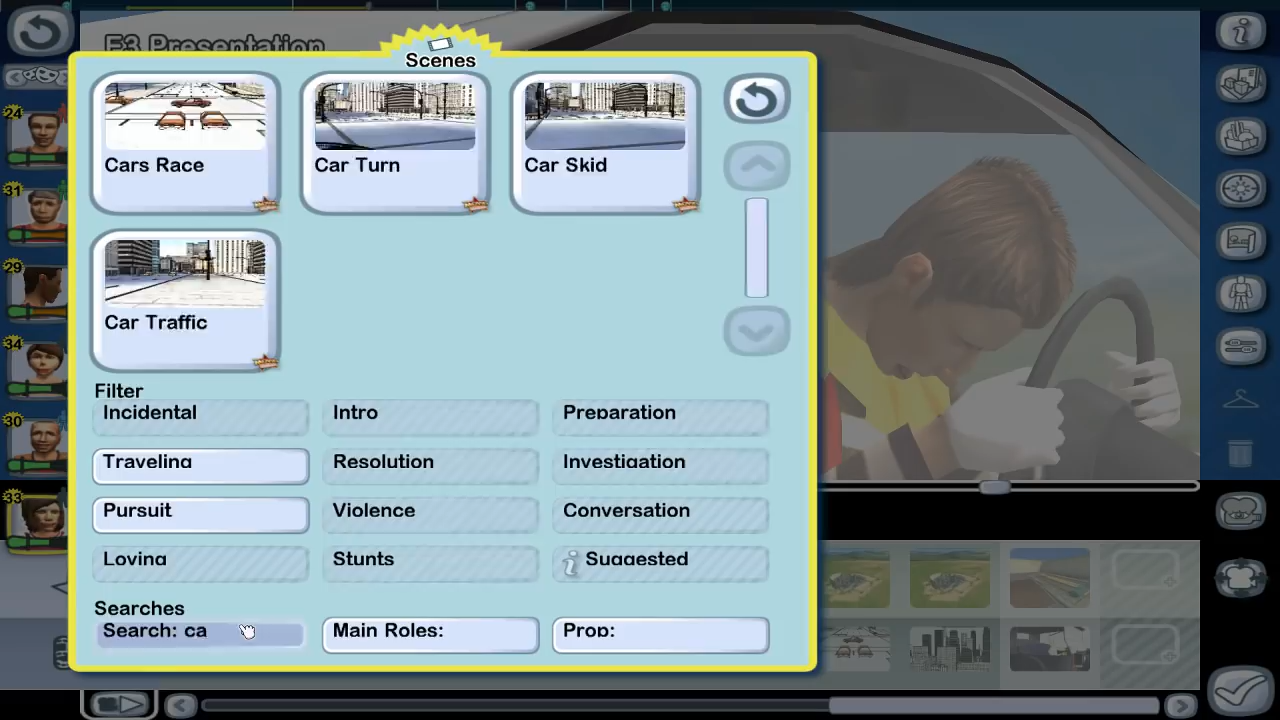 E3 Presentation
Scenes
Cars Race
Car Turn
Car Skid
Car Traffic
Filter
Incidental
Intro
Preparation
Traveling
Resolution
Investigation
Pursuit
Violence
Conversation
Loving
Stunts
Suggested
Searches
Search: ca
Main Roles:
Prop:
24
31
29
34
30
33